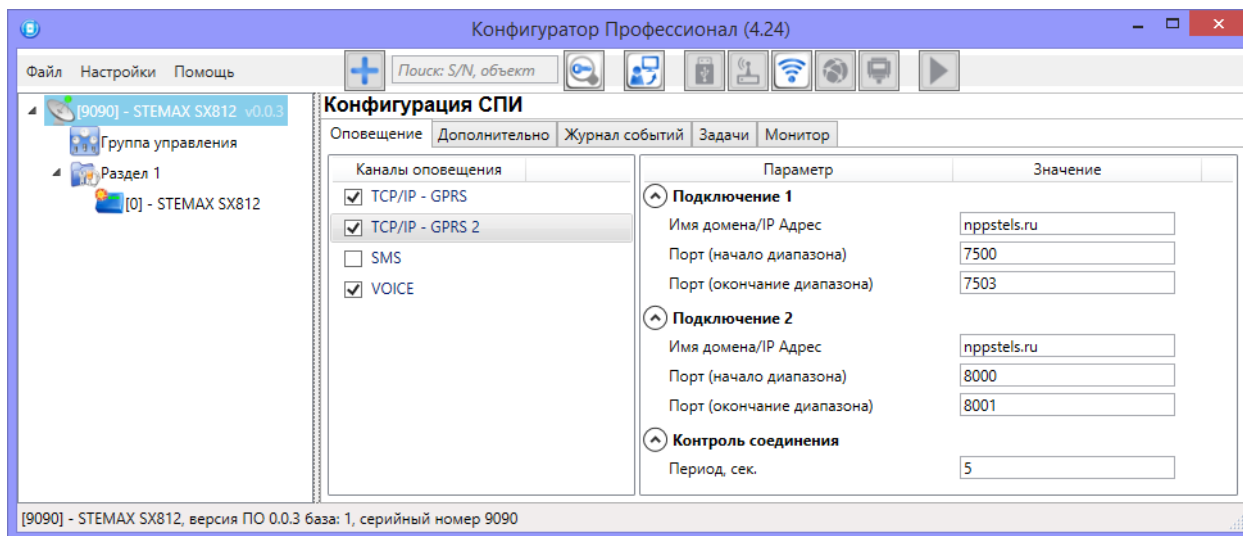 Конфигуратор Профессионал (4.24)
Файл Настройки Помощь Поиск: S/N, объект
[9090] - STEMAX SX812 v0.0.3
Группа управления
Раздел 1
[0] - STEMAX SX812
Конфигурация СПИ
Оповещение Дополнительно Журнал событий Задачи Монитор
Каналы оповещения
TCP/IP - GPRS
TCP/IP - GPRS 2
SMS
VOICE
Параметр Значение
Подключение 1
Имя домена/IP Адрес nppstels.ru
Порт (начало диапазона) 7500
Порт (окончание диапазона) 7503
Подключение 2
Имя домена/IP Адрес nppstels.ru
Порт (начало диапазона) 8000
Порт (окончание диапазона) 8001
Контроль соединения
Период, сек. 5
[9090] - STEMAX SX812, версия ПО 0.0.3 база: 1, серийный номер 9090